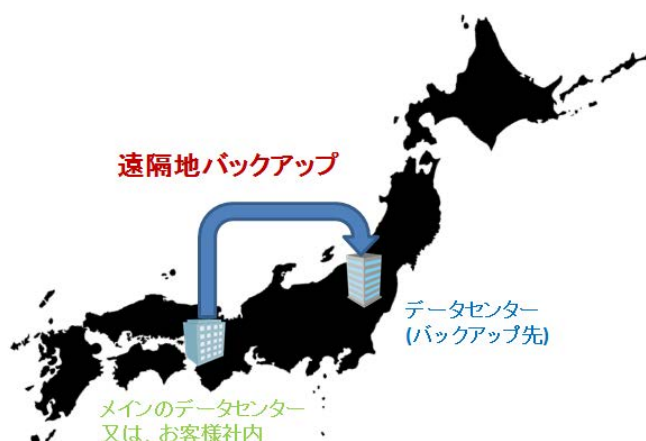 遠隔地バックアップ
データセンター
(バックアップ先)
メインのデータセンター
又は、お客様社内